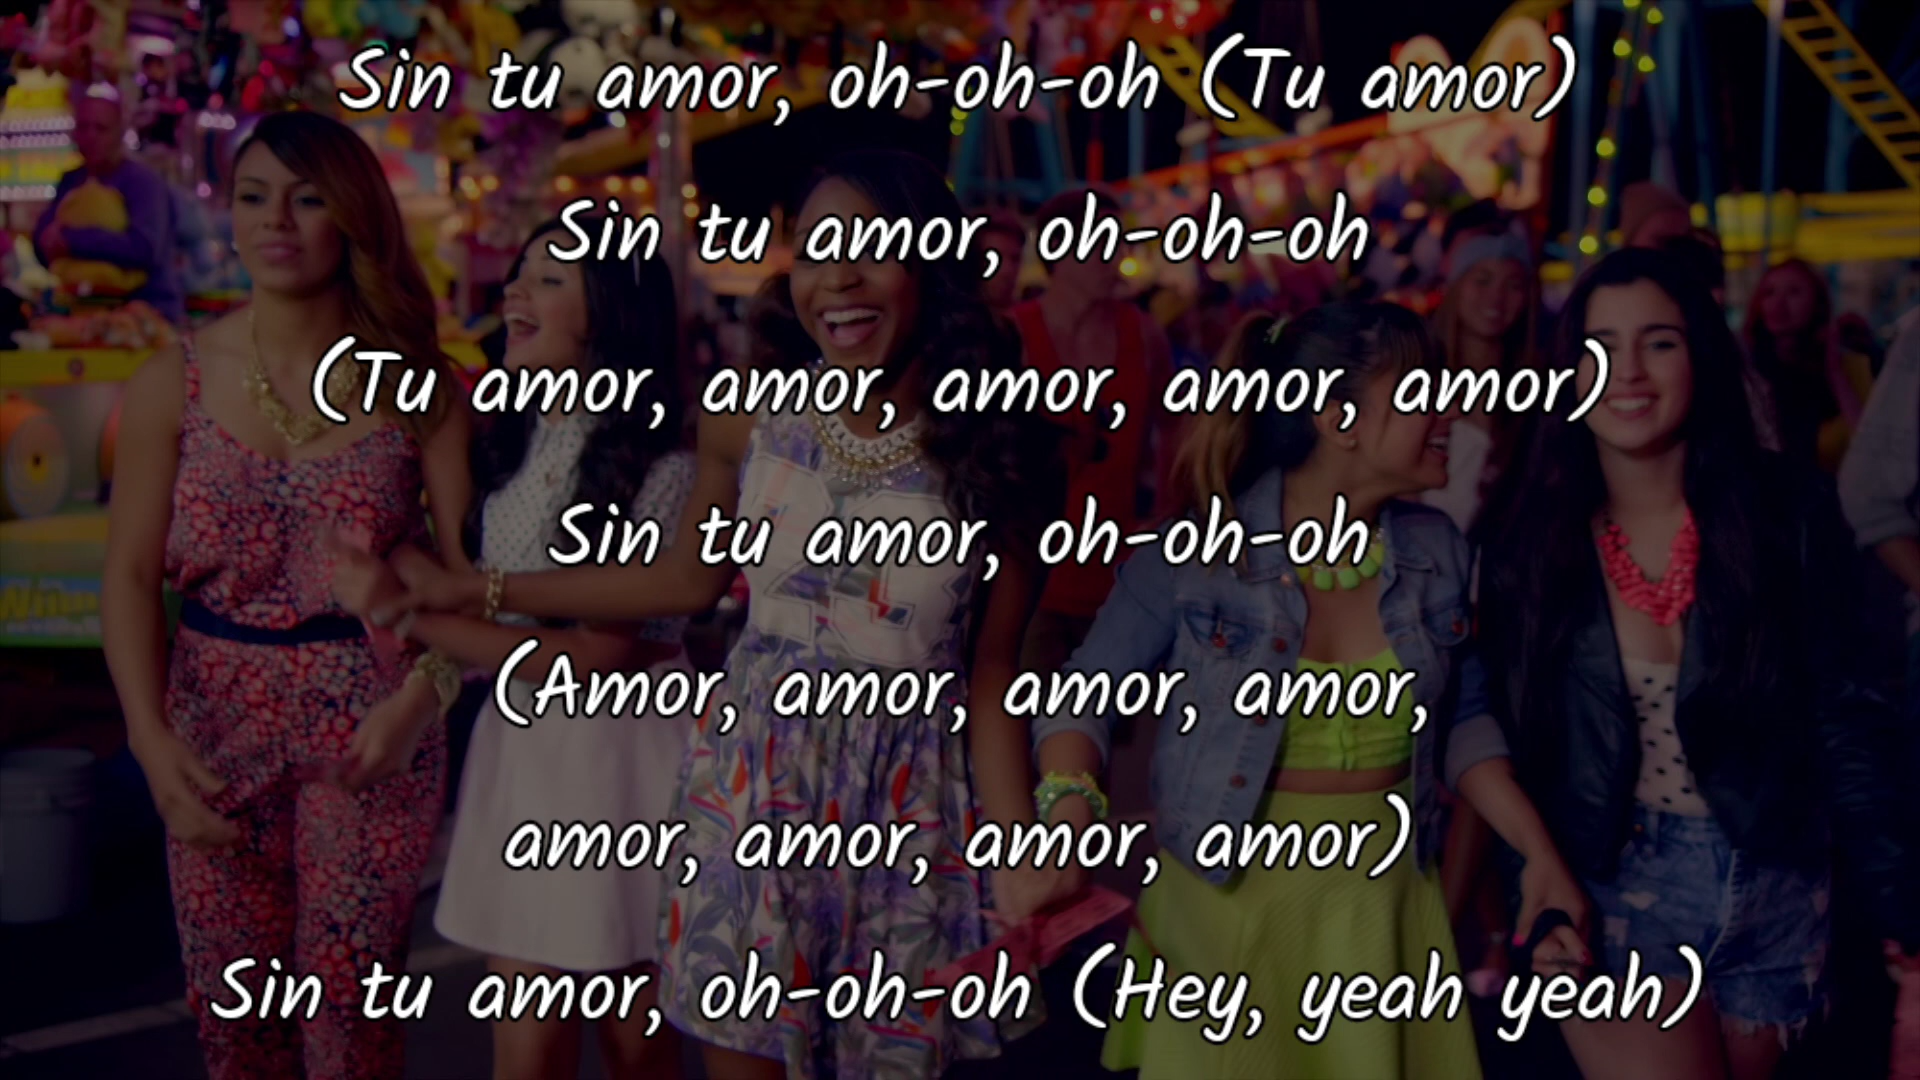 Sin tu amor, oh-oh-oh (Tu amor)
Sin tu amor, oh-oh-oh
(Tu amor, amor, amor, amor, amor)
Sin tu amor, oh-oh-oh
(Amor, amor, amor, amor,
amor, amor, amor, amor)
Sin tu amor, oh-oh-oh (Hey, yeah yeah)
23